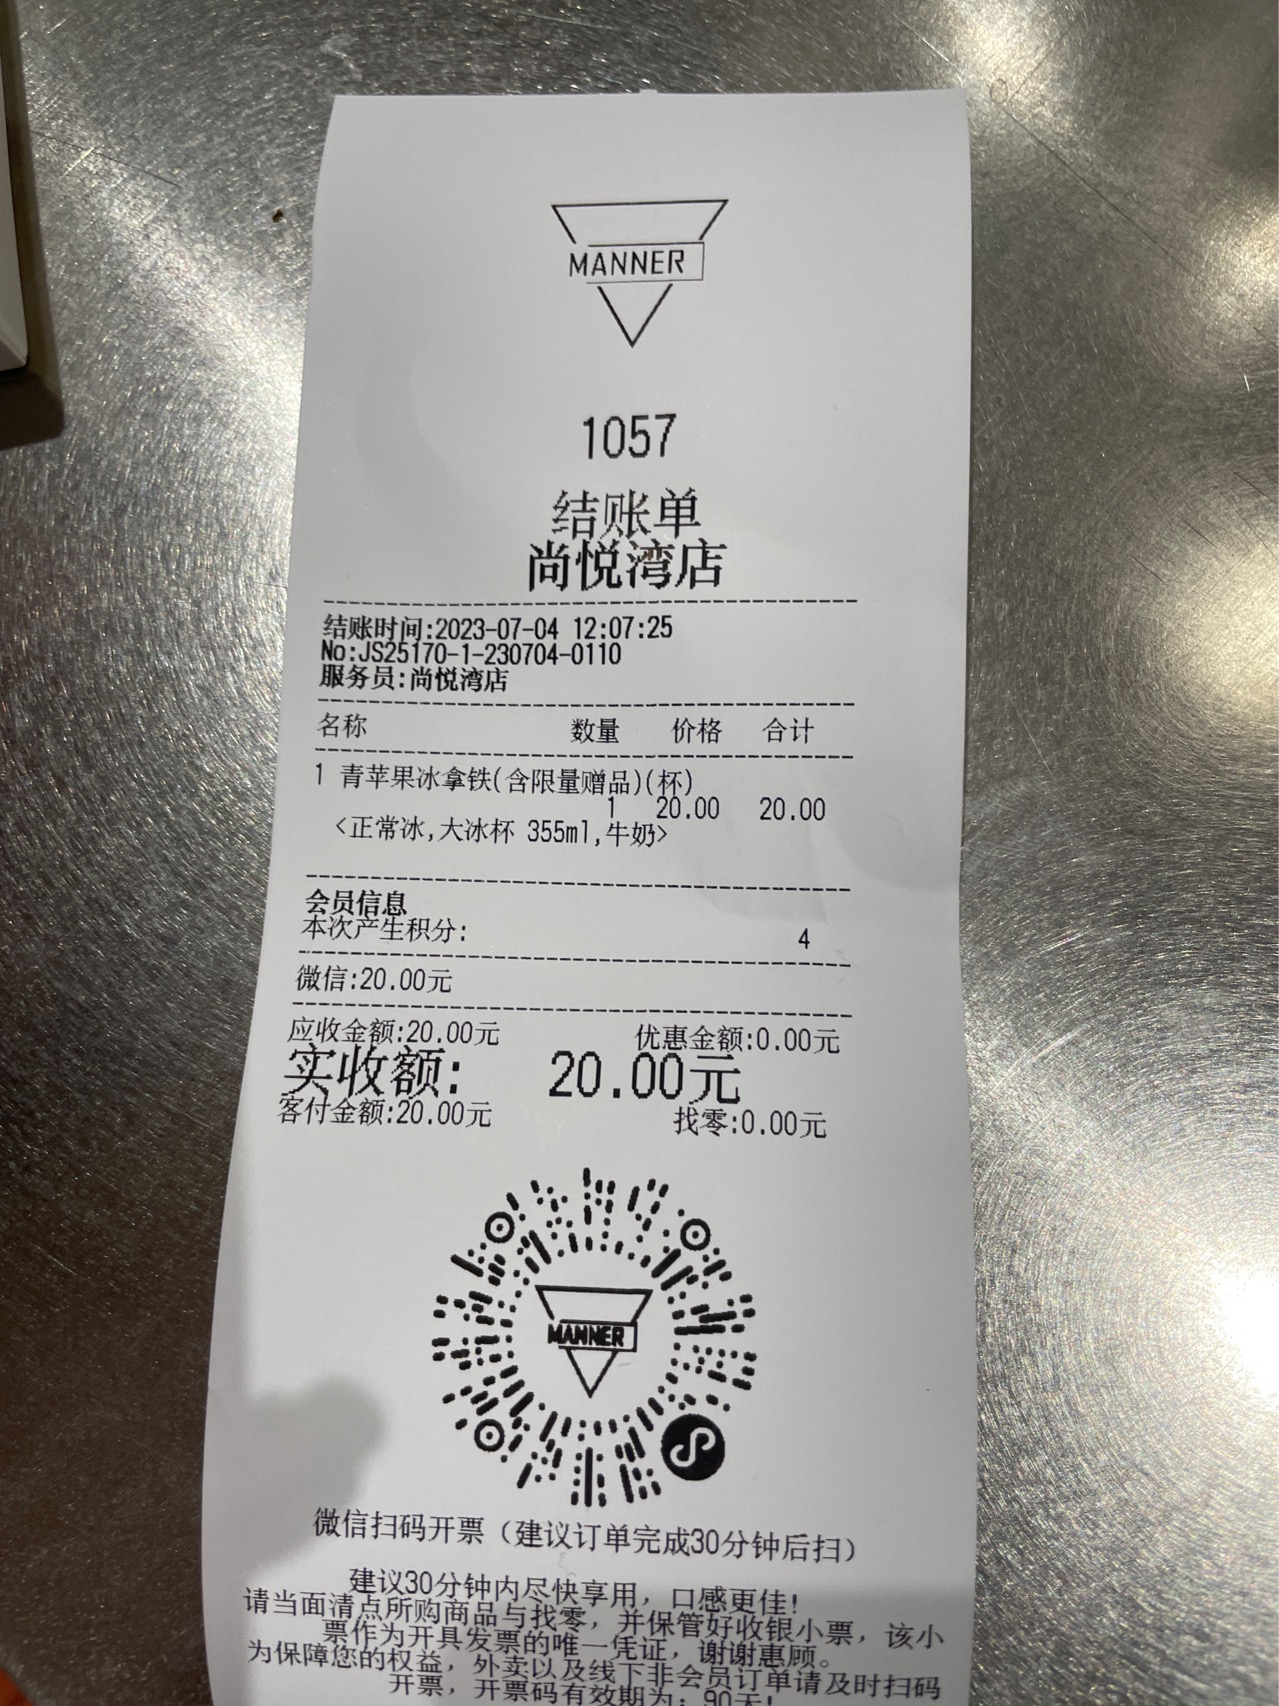 MANNER
1057
结账单
尚悦湾店
结账时间:2023-07-04 12:07:25
No:JS25170-1-230704-0110
服务员:尚悦湾店
名称 数量 价格 合计
1 青苹果冰拿铁(含限量赠品)(杯)
1 20.00 20.00
<正常冰,大冰杯 355ml,牛奶>
会员信息
本次产生积分: 4
微信:20.00元
应收金额:20.00元 优惠金额:0.00元
实收额: 20.00元
客付金额:20.00元 找零:0.00元
MANNER
微信扫码开票（建议订单完成30分钟后扫）
建议30分钟内尽快享用，口感更佳!
请当面清点所购商品与找零，并保管好收银小票，该小
票作为开具发票的唯一凭证，谢谢惠顾。
为保障您的权益，外卖以及线下非会员订单请及时扫码
开票，开票码有效期为：90天!